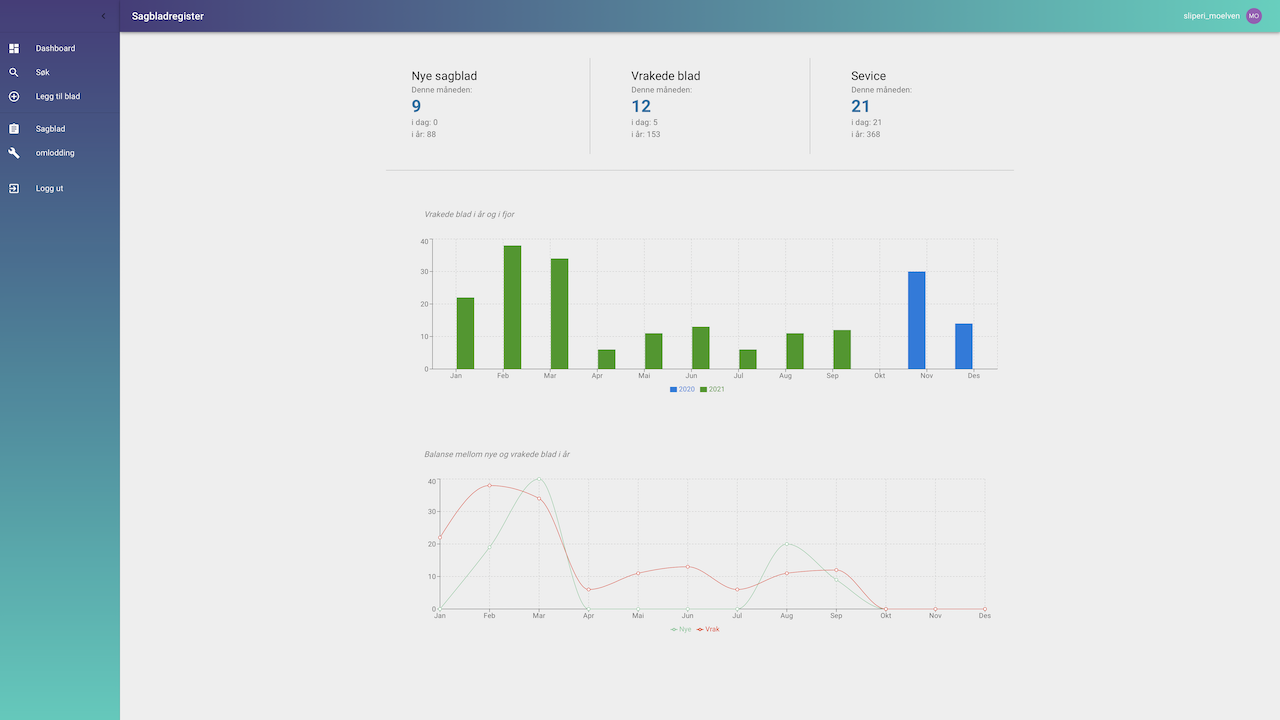 Sagbladregister
sliperi_moelven
MO
Dashboard
Søk
Legg til blad
Sagblad
omlodding
Logg ut
Nye sagblad
Denne måneden:
9
i dag: 0
i år: 88
Vrakede blad
Denne måneden:
12
i dag: 5
i år: 153
Sevice
Denne måneden:
21
i dag: 21
i år: 368
Vrakede blad i år og i fjor
40
30
20
10
0
Jan Feb Mar Apr Mai Jun Jul Aug Sep Okt Nov Des
2020 2021
Balanse mellom nye og vrakede blad i år
40
30
20
10
0
Jan Feb Mar Apr Mai Jun Jul Aug Sep Okt Nov Des
Nye Vrak